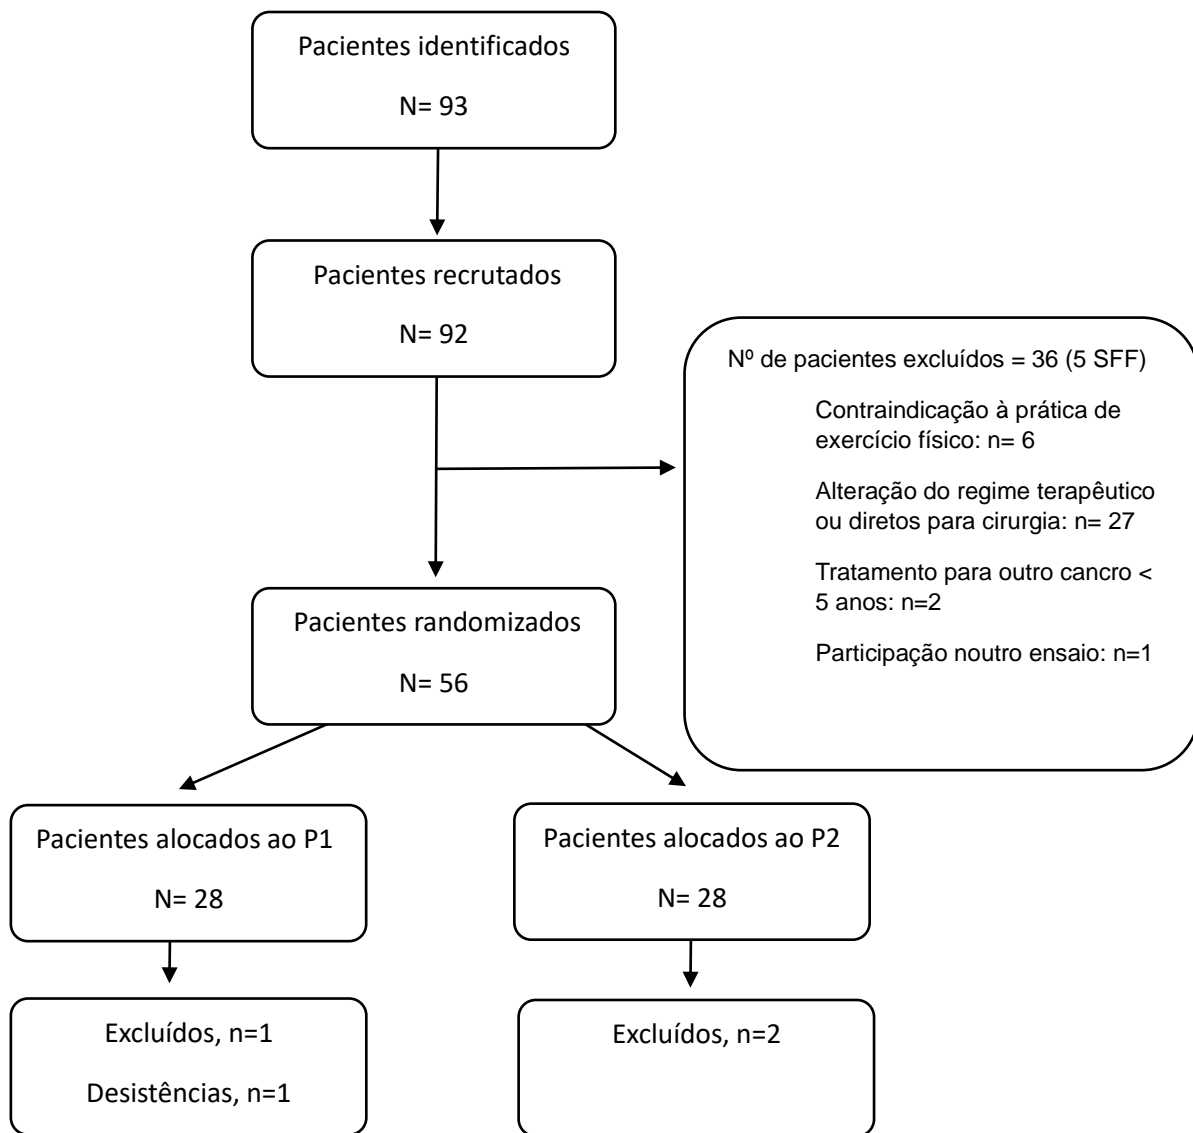 Pacientes identificados
N= 93
Pacientes recrutados
N= 92
Nº de pacientes excluídos = 36 (5 SFF)
Contraindicação à prática de
exercício físico: n= 6
Alteração do regime terapêutico
ou diretos para cirurgia: n= 27
Tratamento para outro cancro <
5 anos: n=2
Participação noutro ensaio: n=1
Pacientes randomizados
N= 56
Pacientes alocados ao P1
N= 28
Pacientes alocados ao P2
N= 28
Excluídos, n=1
Desistências, n=1
Excluídos, n=2